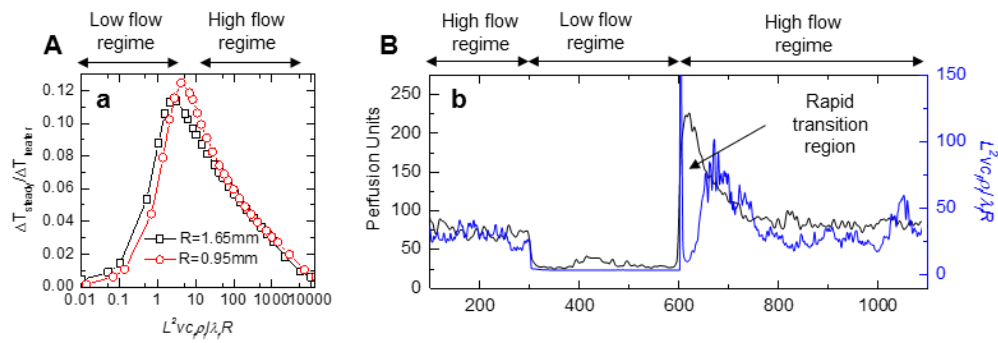 Low flow
regime
High flow
regime
A
a
ΔT_steady/ΔT_heater
0.12
0.10
0.08
0.06
0.04
0.02
0.00
R=1.65mm
R=0.95mm
0.01
0.1
1
10
100
1000
10000
L²vc_fρ_f/λ_fR
High flow
regime
Low flow
regime
High flow
regime
B
b
Perfusion Units
250
200
150
100
50
0
Rapid
transition
region
150
100
50
0
200
400
600
800
1000